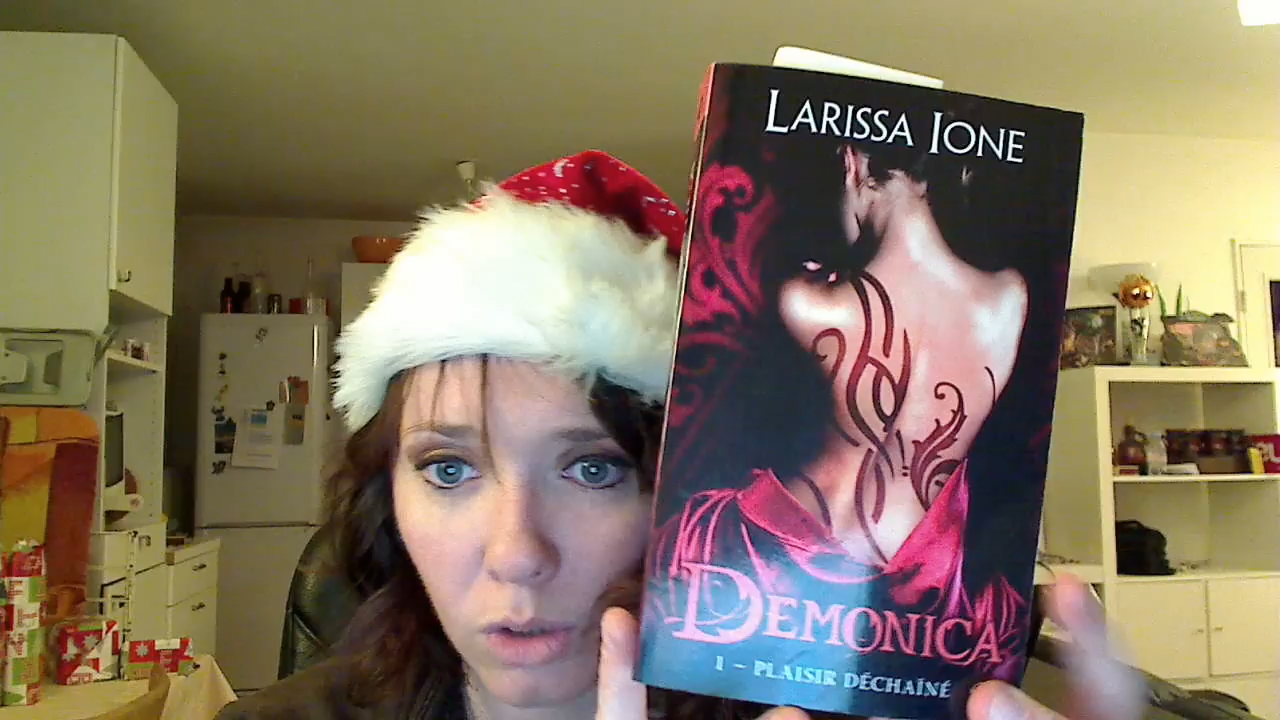 LARISSA IONE
DEMONICA
1 – PLAISIR DÉCHAÎNÉ